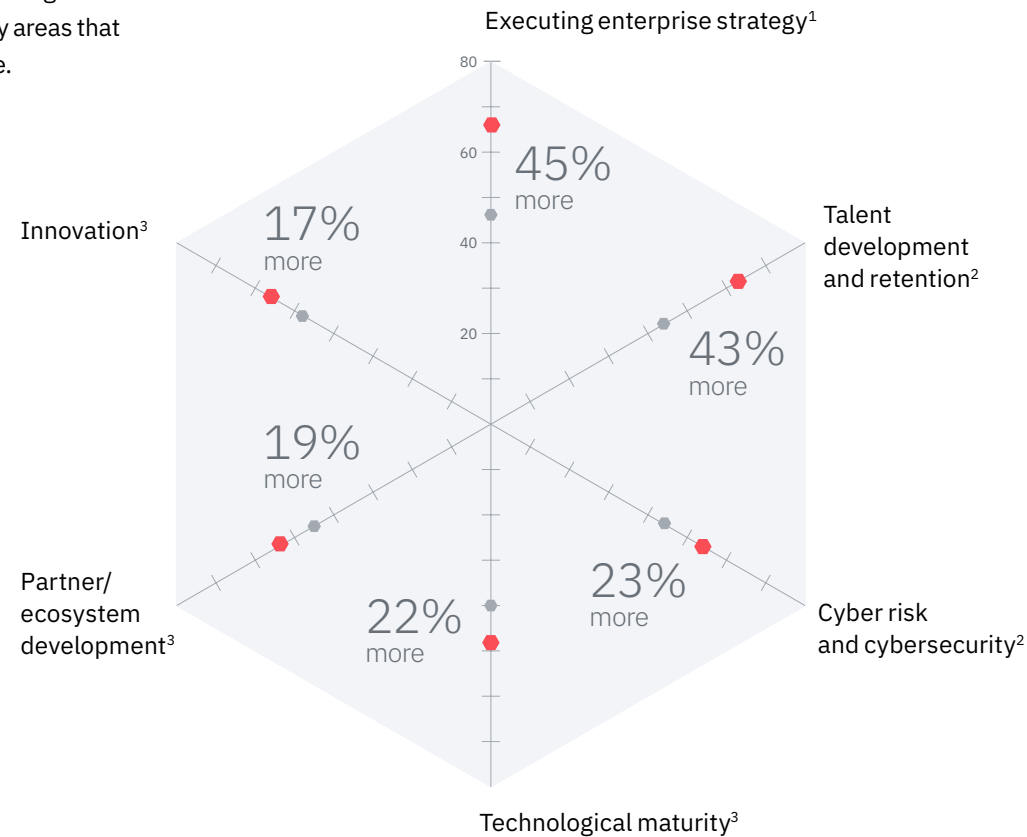 y areas that
e.
Executing enterprise strategy¹
80
60
45%
more
40
20
Talent
development
and retention²
43%
more
Innovation³
17%
more
19%
more
Partner/
ecosystem
development³
22%
more
23%
more
Cyber risk
and cybersecurity²
Technological maturity³